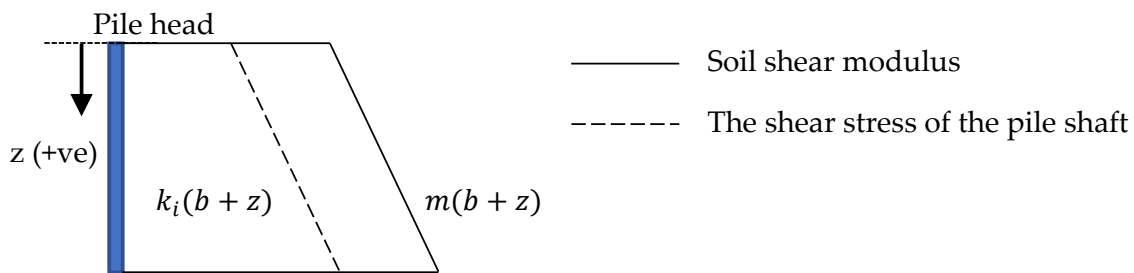 Pile head
Soil shear modulus
The shear stress of the pile shaft
z (+ve)
k_i(b + z)
m(b + z)